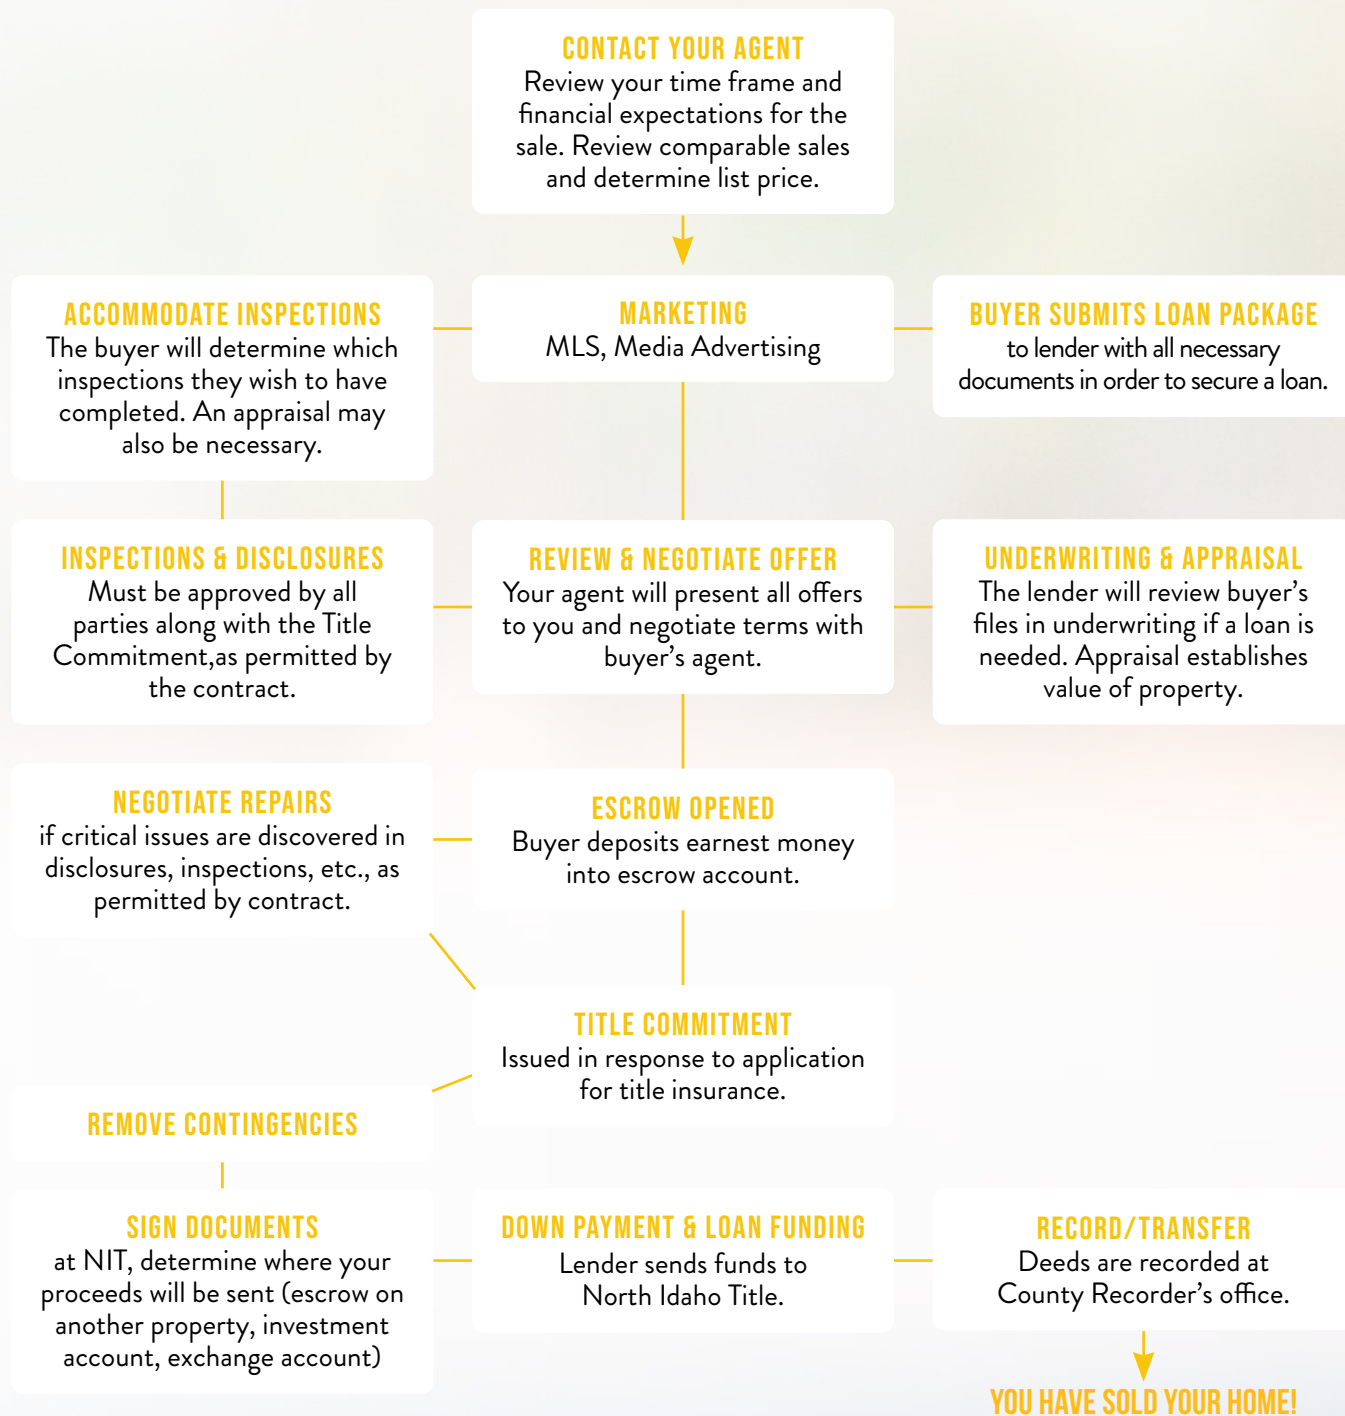 CONTACT YOUR AGENT
Review your time frame and
financial expectations for the
sale. Review comparable sales
and determine list price.
ACCOMMODATE INSPECTIONS
The buyer will determine which
inspections they wish to have
completed. An appraisal may
also be necessary.
MARKETING
MLS, Media Advertising
BUYER SUBMITS LOAN PACKAGE
to lender with all necessary
documents in order to secure a loan.
INSPECTIONS & DISCLOSURES
Must be approved by all
parties along with the Title
Commitment,as permitted by
the contract.
REVIEW & NEGOTIATE OFFER
Your agent will present all offers
to you and negotiate terms with
buyer's agent.
UNDERWRITING & APPRAISAL
The lender will review buyer's
files in underwriting if a loan is
needed. Appraisal establishes
value of property.
NEGOTIATE REPAIRS
if critical issues are discovered in
disclosures, inspections, etc., as
permitted by contract.
ESCROW OPENED
Buyer deposits earnest money
into escrow account.
TITLE COMMITMENT
Issued in response to application
for title insurance.
REMOVE CONTINGENCIES
SIGN DOCUMENTS
at NIT, determine where your
proceeds will be sent (escrow on
another property, investment
account, exchange account)
DOWN PAYMENT & LOAN FUNDING
Lender sends funds to
North Idaho Title.
RECORD/TRANSFER
Deeds are recorded at
County Recorder's office.
YOU HAVE SOLD YOUR HOME!